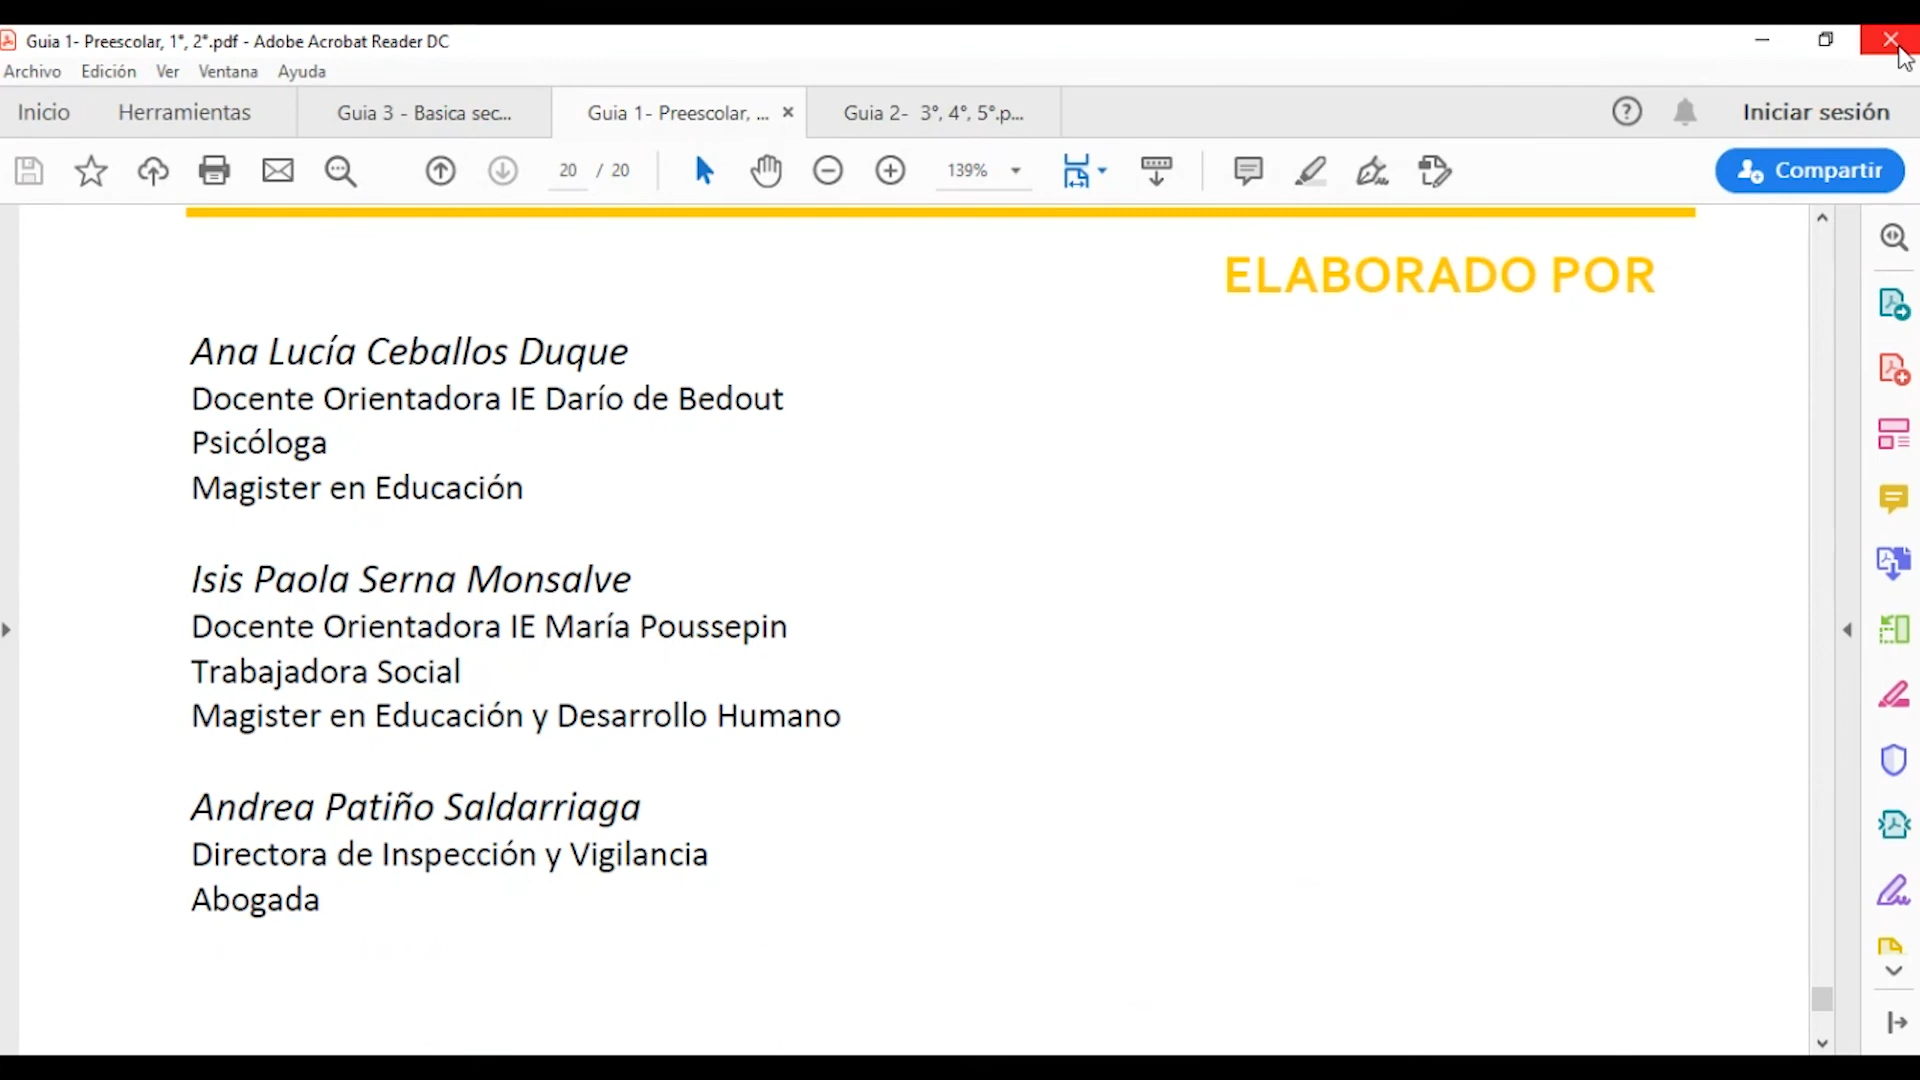 Guia 1- Preescolar, 1°, 2°.pdf - Adobe Acrobat Reader DC
Archivo Edición Ver Ventana Ayuda
Inicio Herramientas Guia 3 - Basica sec... Guia 1- Preescolar, ... Guia 2- 3°, 4°, 5°.p... Iniciar sesión
20 / 20 139% Compartir
ELABORADO POR
Ana Lucía Ceballos Duque
Docente Orientadora IE Darío de Bedout
Psicóloga
Magister en Educación
Isis Paola Serna Monsalve
Docente Orientadora IE María Poussepin
Trabajadora Social
Magister en Educación y Desarrollo Humano
Andrea Patiño Saldarriaga
Directora de Inspección y Vigilancia
Abogada